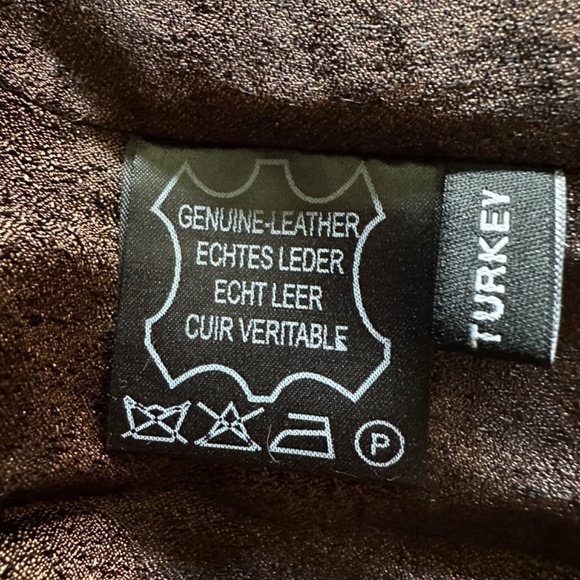 GENUINE-LEATHER
ECHTES LEDER
ECHT LEER
CUIR VERITABLE
P
TURKEY